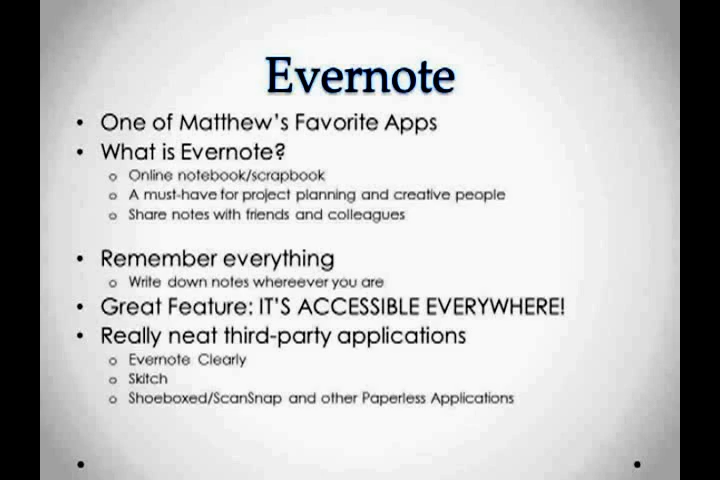 Evernote
• One of Matthew's Favorite Apps
• What is Evernote?
o Online notebook/scrapbook
o A must-have for project planning and creative people
o Share notes with friends and colleagues
• Remember everything
o Write down notes whereever you are
• Great Feature: IT'S ACCESSIBLE EVERYWHERE!
• Really neat third-party applications
o Evernote Clearly
o Skitch
o Shoeboxed/ScanSnap and other Paperless Applications